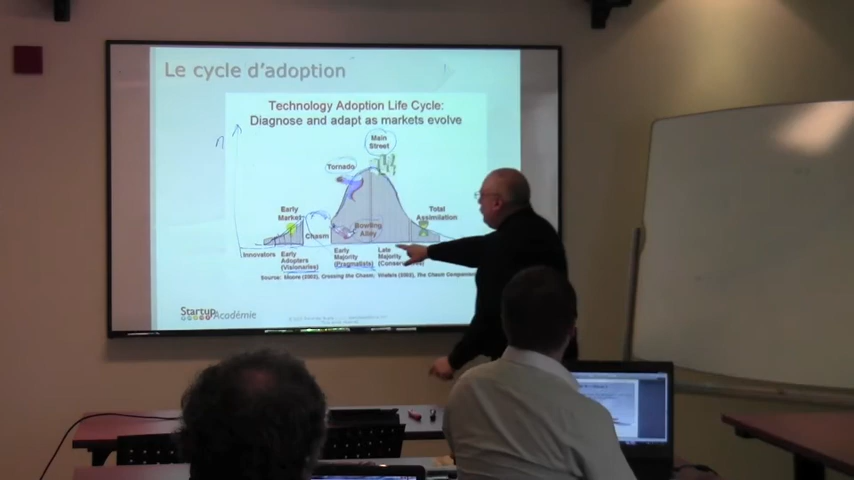 Le cycle d'adoption
Technology Adoption Life Cycle:
Diagnose and adapt as markets evolve
n
Main
Street
Tornado
Early
Market
Total
Assimilation
Chasm
Bowling
Alley
Innovators
Early
Adopters
(Visionaries)
Early
Majority
(Pragmatists)
Late
Majority
Source: Moore (2002), Crossing the Chasm; Wiefels (2002), The Chasm Companion
Startup
Académie